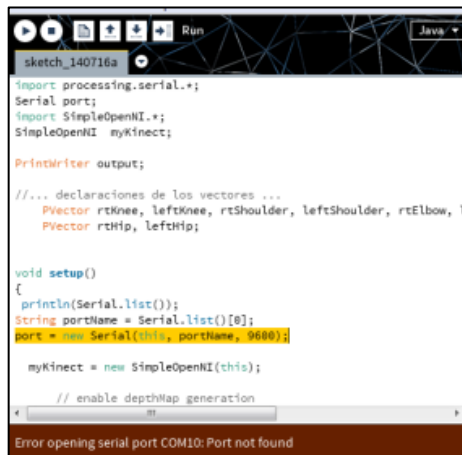 Run
Java
sketch_140716a
import processing.serial.*;
Serial port;
import SimpleOpenNI.*;
SimpleOpenNI  myKinect;
PrintWriter output;
//... declaraciones de los vectores ...
PVector rtKnee, leftKnee, rtShoulder, leftShoulder, rtElbow,
PVector rtHip, leftHip;
void setup()
{
println(Serial.list());
String portName = Serial.list()[0];
port = new Serial(this, portName, 9600);
myKinect = new SimpleOpenNI(this);
// enable depthMap generation
Error opening serial port COM10: Port not found